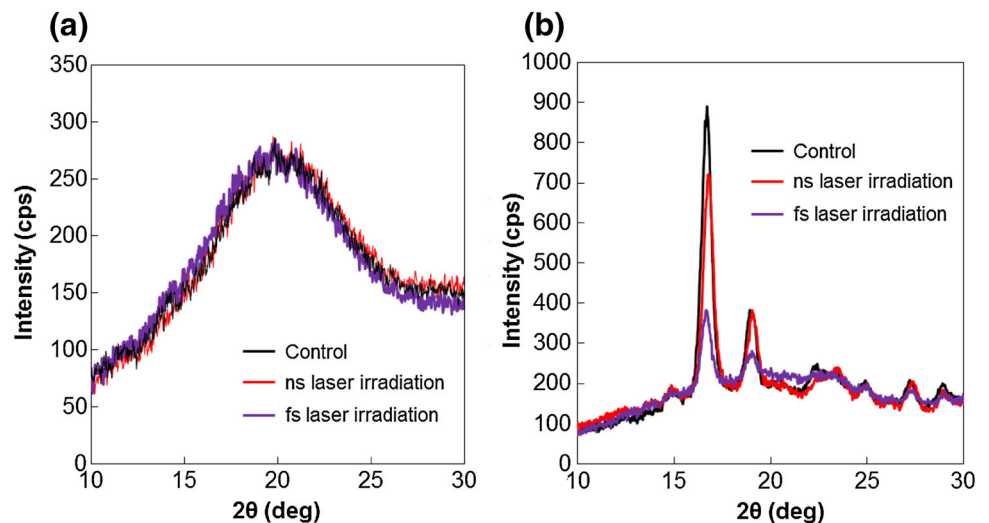 (a)
350
300
250
200
150
100
50
0
Intensity (cps)
Control
ns laser irradiation
fs laser irradiation
10
15
20
25
30
2θ (deg)
(b)
1000
900
800
700
600
500
400
300
200
100
0
Intensity (cps)
Control
ns laser irradiation
fs laser irradiation
10
15
20
25
30
2θ (deg)